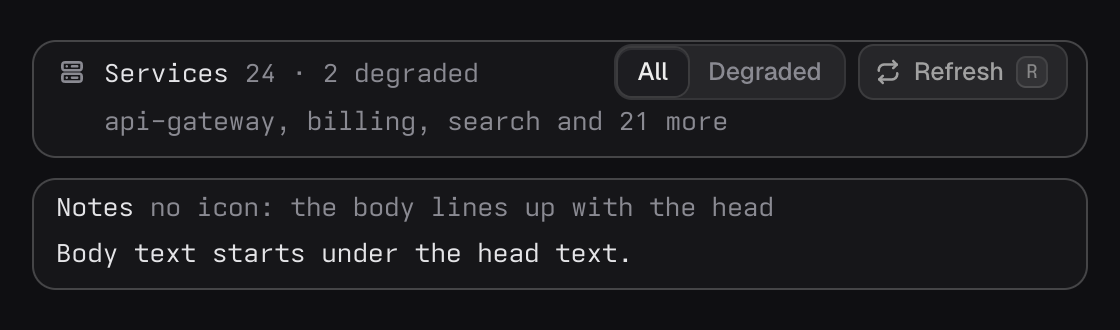 Services 24 · 2 degraded All Degraded Refresh R
api-gateway, billing, search and 21 more
Notes no icon: the body lines up with the head
Body text starts under the head text.